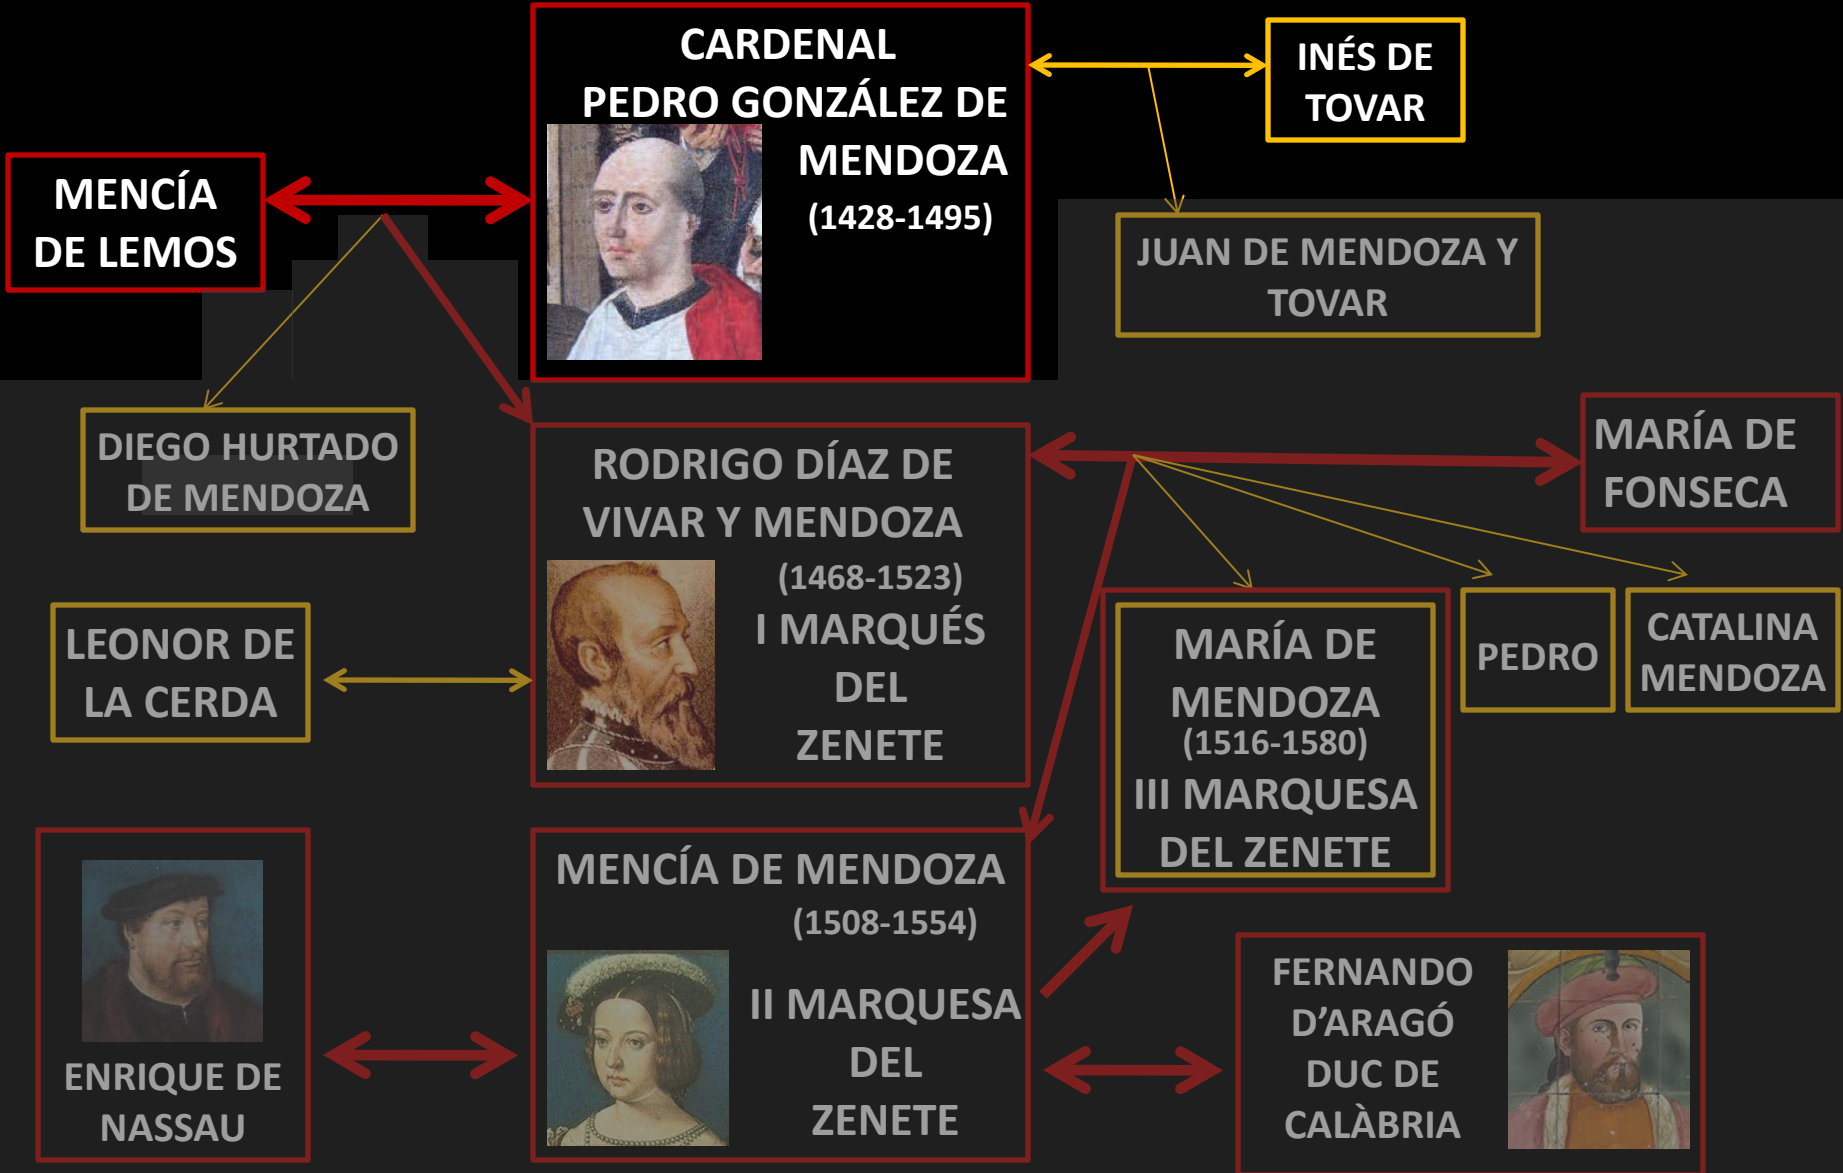 CARDENAL
PEDRO GONZÁLEZ DE
MENDOZA
(1428-1495)
INÉS DE
TOVAR
MENCÍA
DE LEMOS
JUAN DE MENDOZA Y
TOVAR
DIEGO HURTADO
DE MENDOZA
RODRIGO DÍAZ DE
VIVAR Y MENDOZA
(1468-1523)
I MARQUÉS
DEL
ZENETE
MARÍA DE
FONSECA
LEONOR DE
LA CERDA
MARÍA DE
MENDOZA
(1516-1580)
III MARQUESA
DEL ZENETE
PEDRO
CATALINA
MENDOZA
ENRIQUE DE
NASSAU
MENCÍA DE MENDOZA
(1508-1554)
II MARQUESA
DEL
ZENETE
FERNANDO
D’ARAGÓ
DUC DE
CALÀBRIA